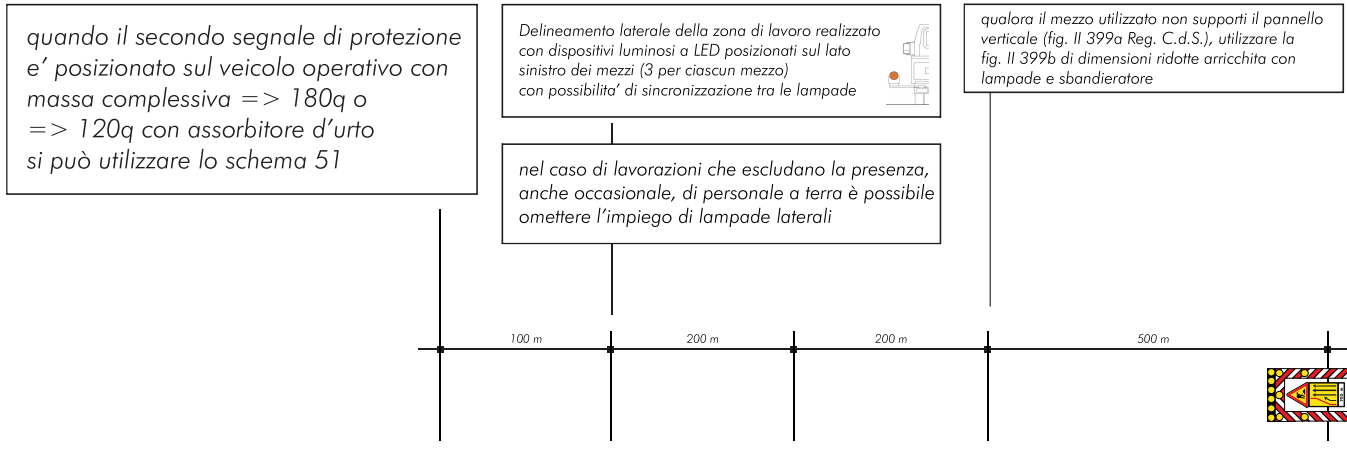 quando il secondo segnale di protezione
e' posizionato sul veicolo operativo con
massa complessiva => 180q o
=> 120q con assorbitore d'urto
si può utilizzare lo schema 51
Delineamento laterale della zona di lavoro realizzato
con dispositivi luminosi a LED posizionati sul lato
sinistro dei mezzi (3 per ciascun mezzo)
con possibilita' di sincronizzazione tra le lampade
nel caso di lavorazioni che escludano la presenza,
anche occasionale, di personale a terra è possibile
omettere l'impiego di lampade laterali
qualora il mezzo utilizzato non supporti il pannello
verticale (fig. II 399a Reg. C.d.S.), utilizzare la
fig. II 399b di dimensioni ridotte arricchita con
lampade e sbandieratore
100 m
200 m
200 m
500 m